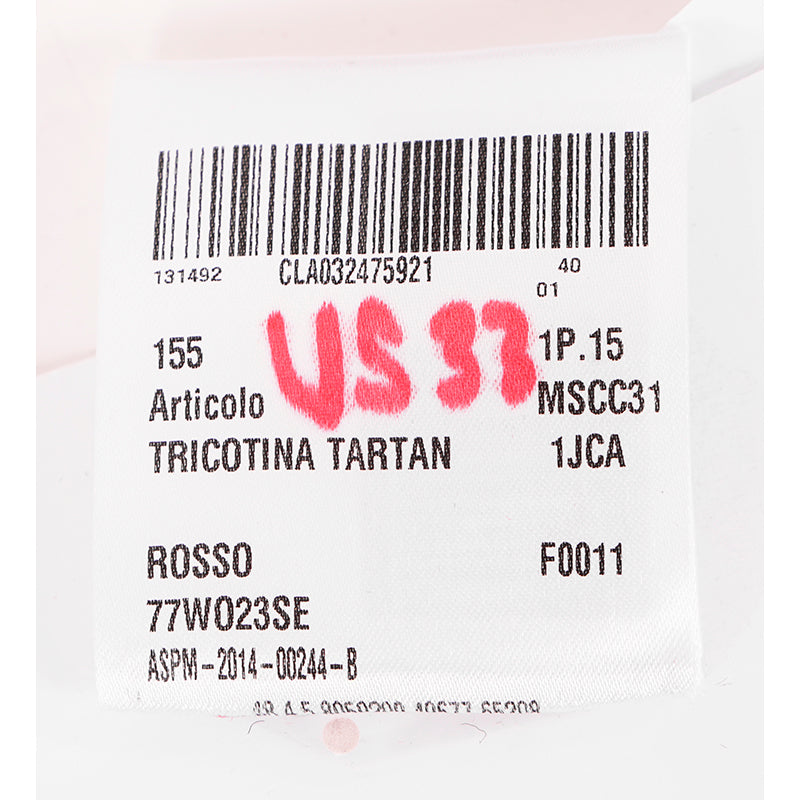 131492 CLA032475921 40
01
US 33
155 1P.15
Articolo MSCC31
TRICOTINA TARTAN 1JCA
ROSSO F0011
77WO23SE
ASPM-2014-00244-B